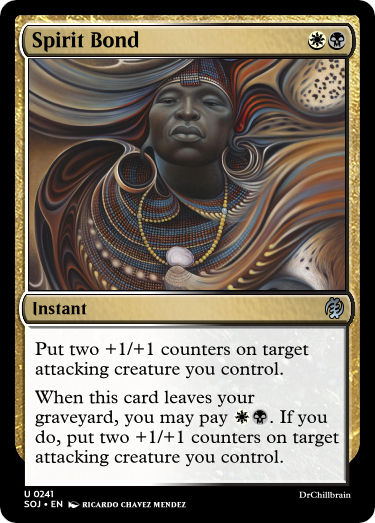 Spirit Bond
Instant
Put two +1/+1 counters on target
attacking creature you control.
When this card leaves your
graveyard, you may pay . If you
do, put two +1/+1 counters on target
attacking creature you control.
U 0241
SOJ • EN RICARDO CHAVEZ MENDEZ
DrChillbrain